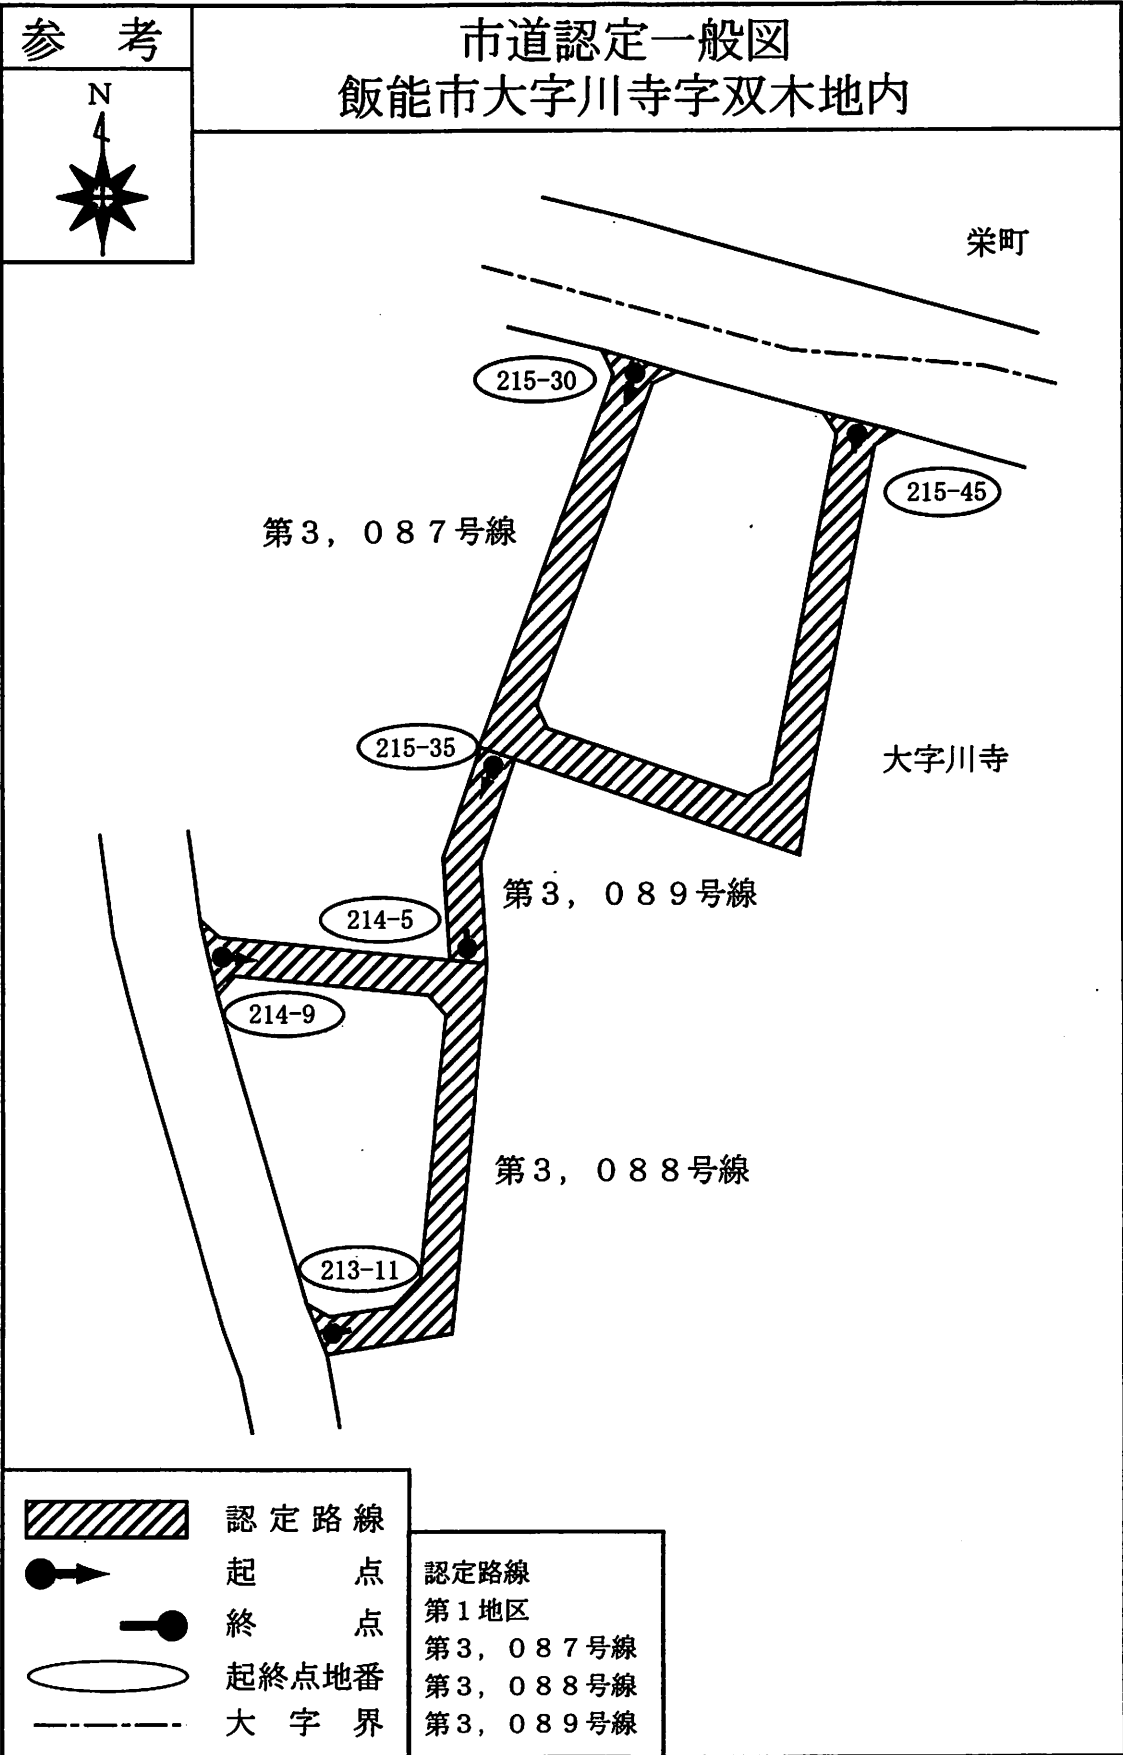 参考
市道認定一般図
飯能市大字川寺字双木地内
N
栄町
215-30
215-45
第3,087号線
215-35
大字川寺
第3,089号線
214-5
214-9
第3,088号線
213-11
認定路線
起点
終点
起終点地番
大字界
認定路線
第1地区
第3,087号線
第3,088号線
第3,089号線